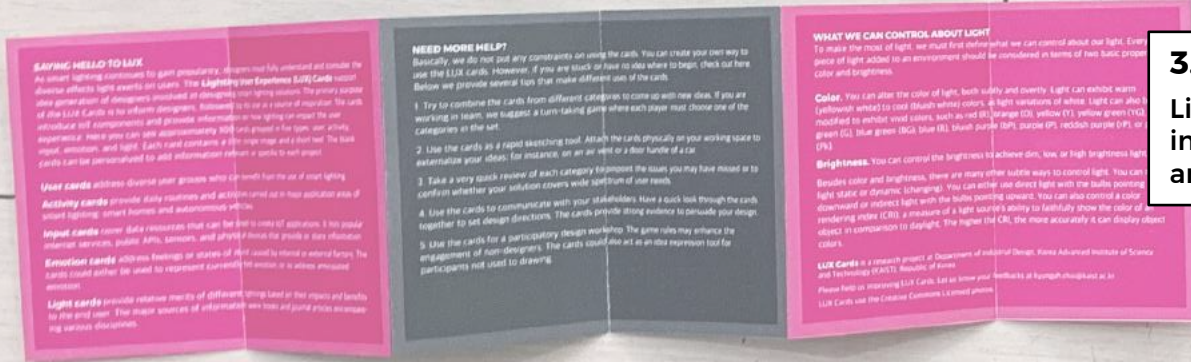 SAYING HELLO TO LUX
As smart lighting continues to gain popularity, designers must fully understand and consider the
diverse effects light exerts on users. The Lighting User Experience (LUX) Cards support
idea generation of designers involved in designing smart lighting solutions. The primary purpose
of the LUX Cards is to inform designers, followed by to use as a source of inspiration. The cards
introduce IoT components and provide information on how lighting can impact the user
experience. Here you can see approximately 100 cards grouped in five types: user, activity,
input, emotion, and light. Each card contains a title, image and a short text. The blank
cards can be personalized to add information relevant or specific to each project.
User cards address diverse user groups who can benefit from the use of smart lighting.
Activity cards provide daily routines and activities carried out in major application areas of
smart lighting: smart homes and autonomous vehicles.
Input cards cover data resources that can be used to create IoT applications.
internet services, public APIs, sensors, and physical devices that provide or share information.
Emotion cards address feelings or states of mind caused by internal or external factors. The
cards could either be used to represent currently felt emotion or to address anticipated
emotion.
Light cards provide relative merits of different lightings based on their impacts and benefits
to the end user. The major sources of information were books and journal articles encompass-
ing various disciplines.
NEED MORE HELP?
Basically, we do not put any constraints on using the cards. You can create your own way to
use the LUX cards. However, if you are stuck or have no idea where to begin, check out here.
Below we provide several tips that make different uses of the cards.
1. Try to combine the cards from different categories to come up with new ideas. If you are
working in team, we suggest a turn-taking game where each player must choose one of the
categories in the set.
2. Use the cards as a rapid sketching tool. Attach the cards physically on your working space to
externalize your ideas, for instance, on an air vent or a door handle of a car.
3. Take a very quick review of each category to pinpoint the issues you may have missed or to
confirm whether your solution covers wide spectrum of user needs.
4. Use the cards to communicate with your stakeholders. Have a quick look through the cards
together to set design directions. The cards provide strong evidence to persuade your design.
5. Use the cards for a participatory design workshop. The game rules may enhance the
engagement of non-designers. The cards could also act as an idea expression tool for
participants not used to drawing.
WHAT WE CAN CONTROL ABOUT LIGHT
To make the most of light, we must first define what we can control about our light. Every
piece of light added to an environment should be considered in terms of two basic proper
color and brightness.
Color. You can alter the color of light, both subtly and overtly. Light can exhibit warm
(yellowish white) to cool (bluish white) colors, as light variations of white. Light can also b
modified to exhibit vivid colors, such as red (R), orange (O), yellow (Y), yellow green (YG),
green (G), blue green (BG), blue (B), bluish purple (bP), purple (P), reddish purple (rP), or
(Pk).
Brightness. You can control the brightness to achieve dim, low, or high brightness light
Besides color and brightness, there are many other subtle ways to control light. You can
light static or dynamic (changing). You can either use direct light with the bulbs pointing
downward or indirect light with the bulbs pointing upward. You can also control a color
rendering index (CRI), a measure of a light source's ability to faithfully show the color of an
object in comparison to daylight. The higher the CRI, the more accurately it can display object
colors.
LUX Cards is a research project at Department of Industrial Design, Korea Advanced Institute of Science
and Technology (KAIST), Republic of Korea.
Please help us improving LUX Cards. Let us know your feedbacks at
LUX Cards use the Creative Commons Licensed photos.
3.
Li
in
a